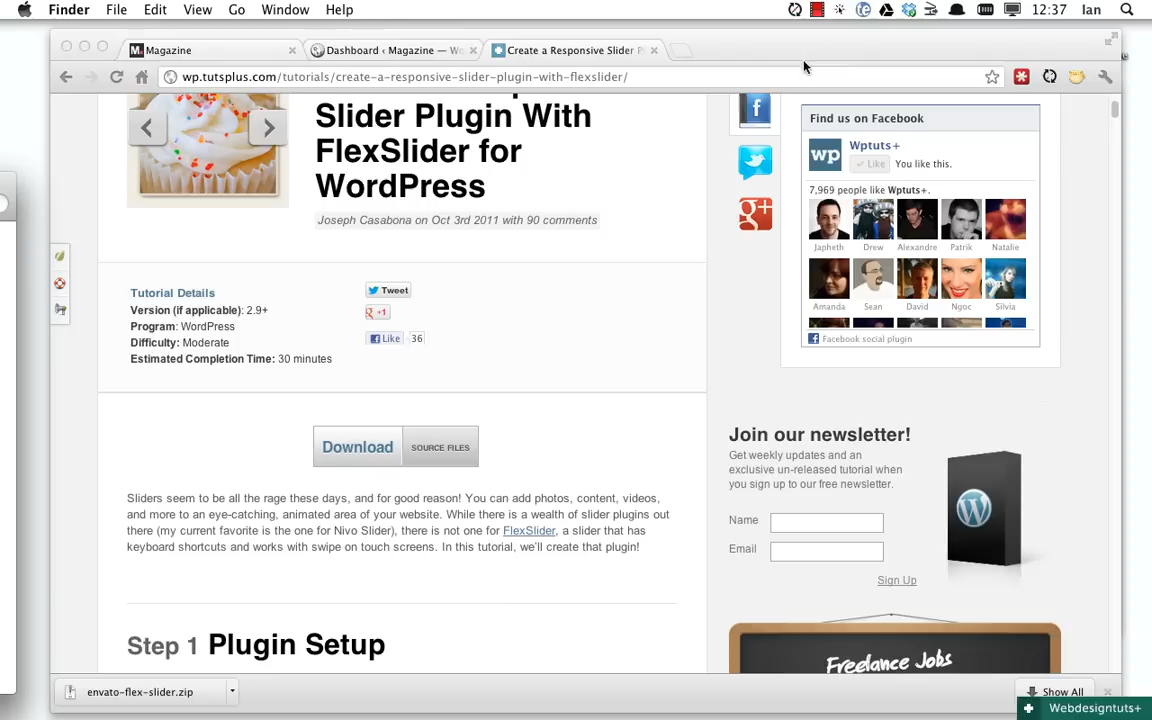 Finder File Edit View Go Window Help 12:37 Ian
Magazine
Dashboard ‹ Magazine — Wo
Create a Responsive Slider P
wp.tutsplus.com/tutorials/create-a-responsive-slider-plugin-with-flexslider/
Slider Plugin With
FlexSlider for
WordPress
Joseph Casabona on Oct 3rd 2011 with 90 comments
Find us on Facebook
wp
Wptuts+
Like You like this.
7,969 people like Wptuts+.
Japheth Drew Alexandre Patrik Natalie
Amanda Sean David Ngoc Silvia
Facebook social plugin
Tutorial Details
Version (if applicable): 2.9+
Program: WordPress
Difficulty: Moderate
Estimated Completion Time: 30 minutes
Tweet
+1
Like 36
Download SOURCE FILES
Sliders seem to be all the rage these days, and for good reason! You can add photos, content, videos,
and more to an eye-catching, animated area of your website. While there is a wealth of slider plugins out
there (my current favorite is the one for Nivo Slider), there is not one for FlexSlider, a slider that has
keyboard shortcuts and works with swipe on touch screens. In this tutorial, we'll create that plugin!
Step 1 Plugin Setup
Join our newsletter!
Get weekly updates and an
exclusive un-released tutorial when
you sign up to our free newsletter.
Name
Email
Sign Up
Freelance Jobs
envato-flex-slider.zip
Show All
Webdesigntuts+